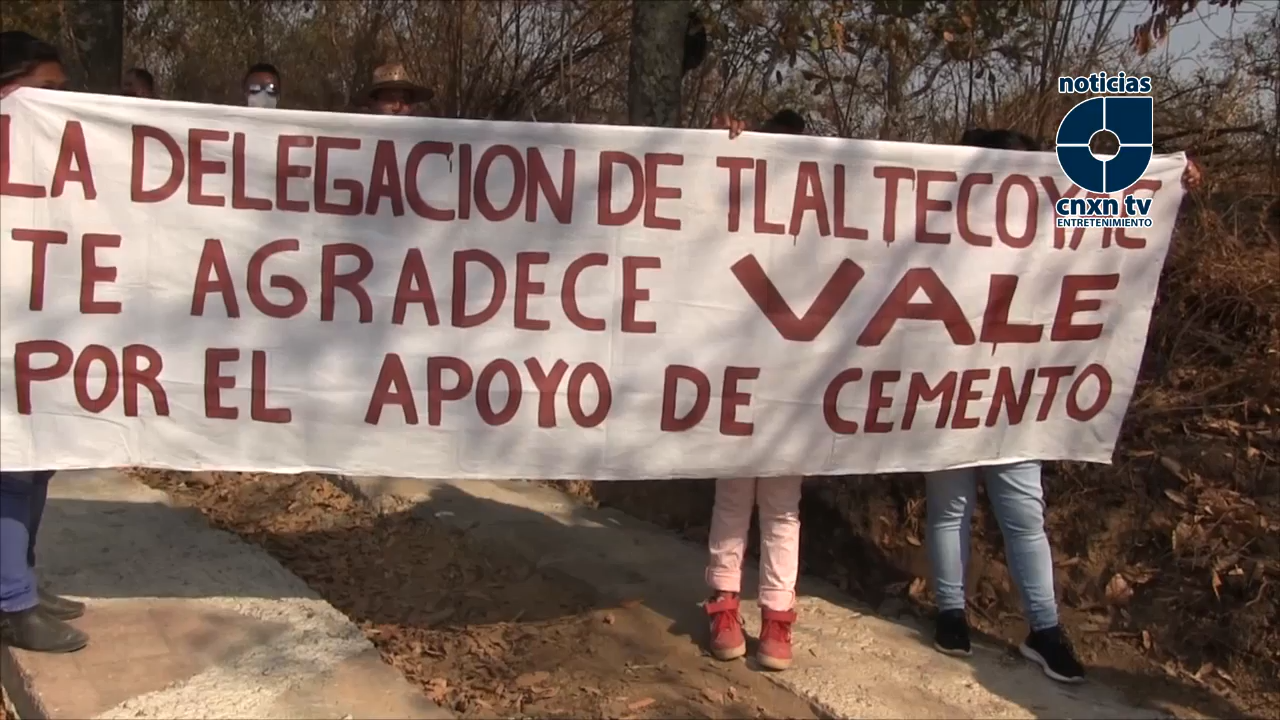 LA DELEGACION DE TLALTECOYAC
TE AGRADECE VALE
POR EL APOYO DE CEMENTO
noticias
cnxn tv
ENTRETENIMIENTO